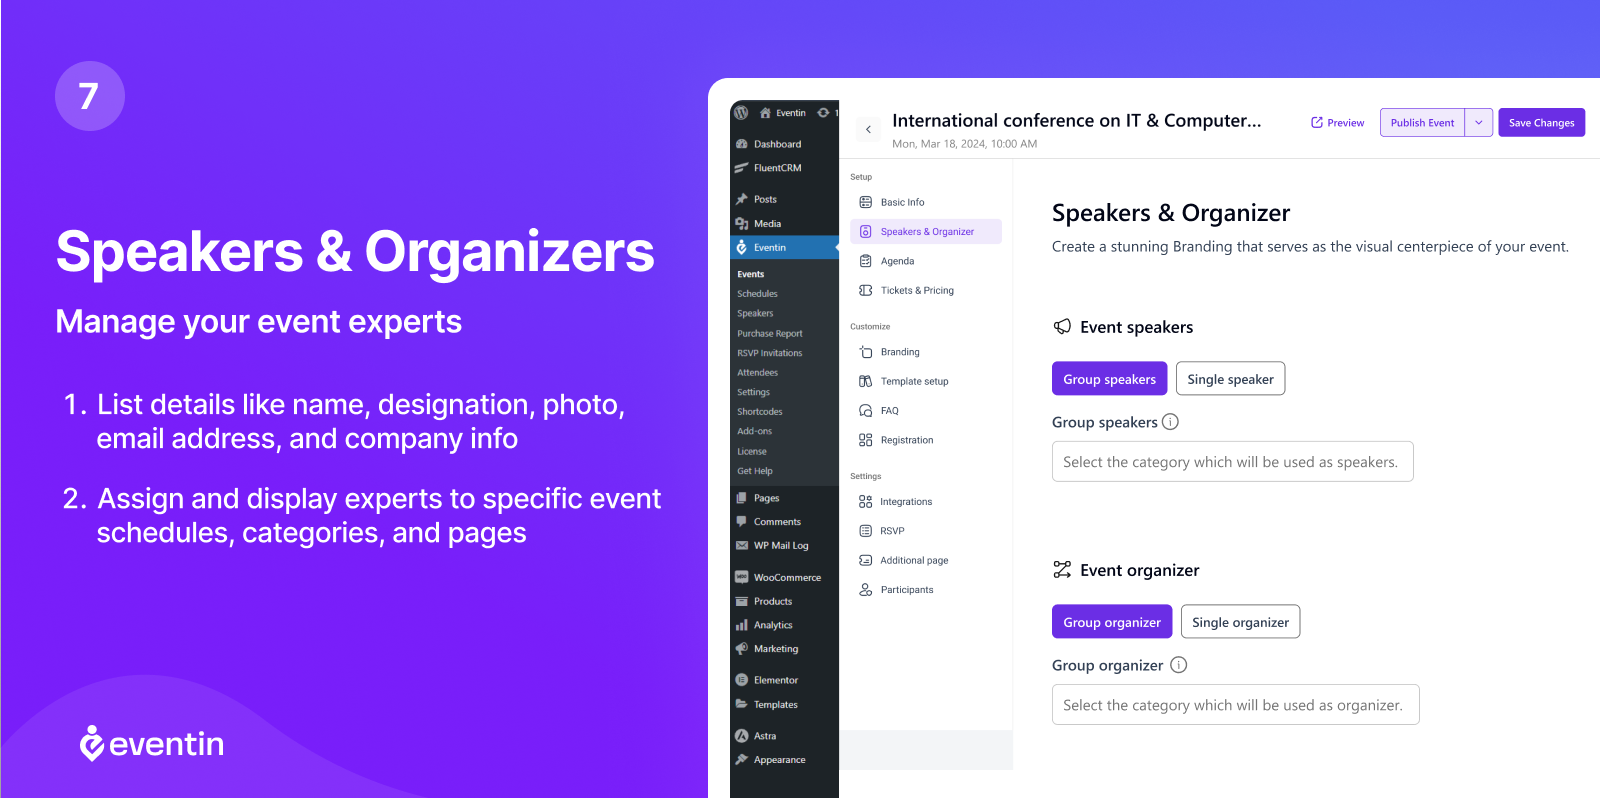 7
Speakers & Organizers
Manage your event experts
1. List details like name, designation, photo,
email address, and company info
2. Assign and display experts to specific event
schedules, categories, and pages
eventin
Eventin 1
Dashboard
FluentCRM
Posts
Media
Eventin
Events
Schedules
Speakers
Purchase Report
RSVP Invitations
Attendees
Settings
Shortcodes
Add-ons
License
Get Help
Pages
Comments
WP Mail Log
WooCommerce
Products
Analytics
Marketing
Elementor
Templates
Astra
Appearance
International conference on IT & Computer...
Mon, Mar 18, 2024, 10:00 AM
Preview
Publish Event
Save Changes
Setup
Basic Info
Speakers & Organizer
Agenda
Tickets & Pricing
Customize
Branding
Template setup
FAQ
Registration
Settings
Integrations
RSVP
Additional page
Participants
Speakers & Organizer
Create a stunning Branding that serves as the visual centerpiece of your event.
Event speakers
Group speakers
Single speaker
Group speakers
Select the category which will be used as speakers.
Event organizer
Group organizer
Single organizer
Group organizer
Select the category which will be used as organizer.